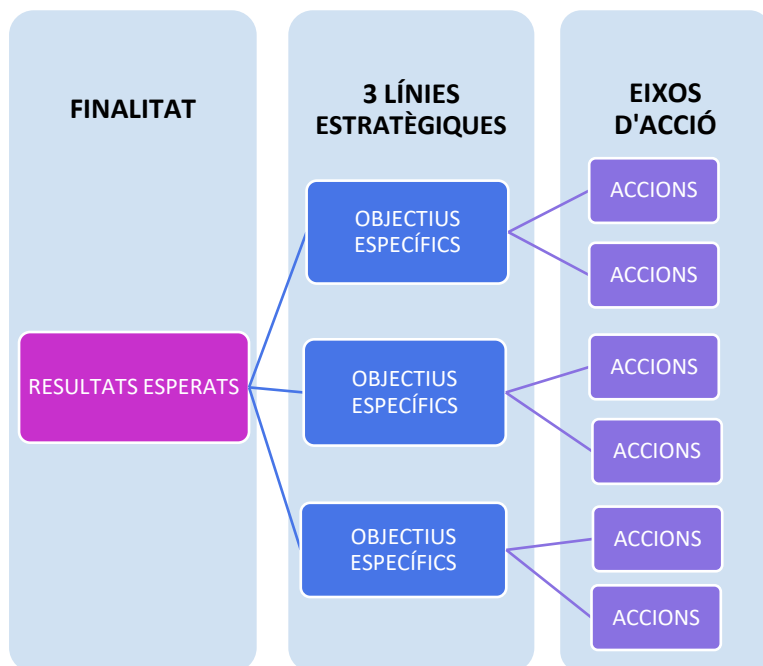 FINALITAT
3 LÍNIES
ESTRATÈGIQUES
EIXOS
D'ACCIÓ
RESULTATS ESPERATS
OBJECTIUS
ESPECÍFICS
ACCIONS
ACCIONS
OBJECTIUS
ESPECÍFICS
ACCIONS
ACCIONS
OBJECTIUS
ESPECÍFICS
ACCIONS
ACCIONS